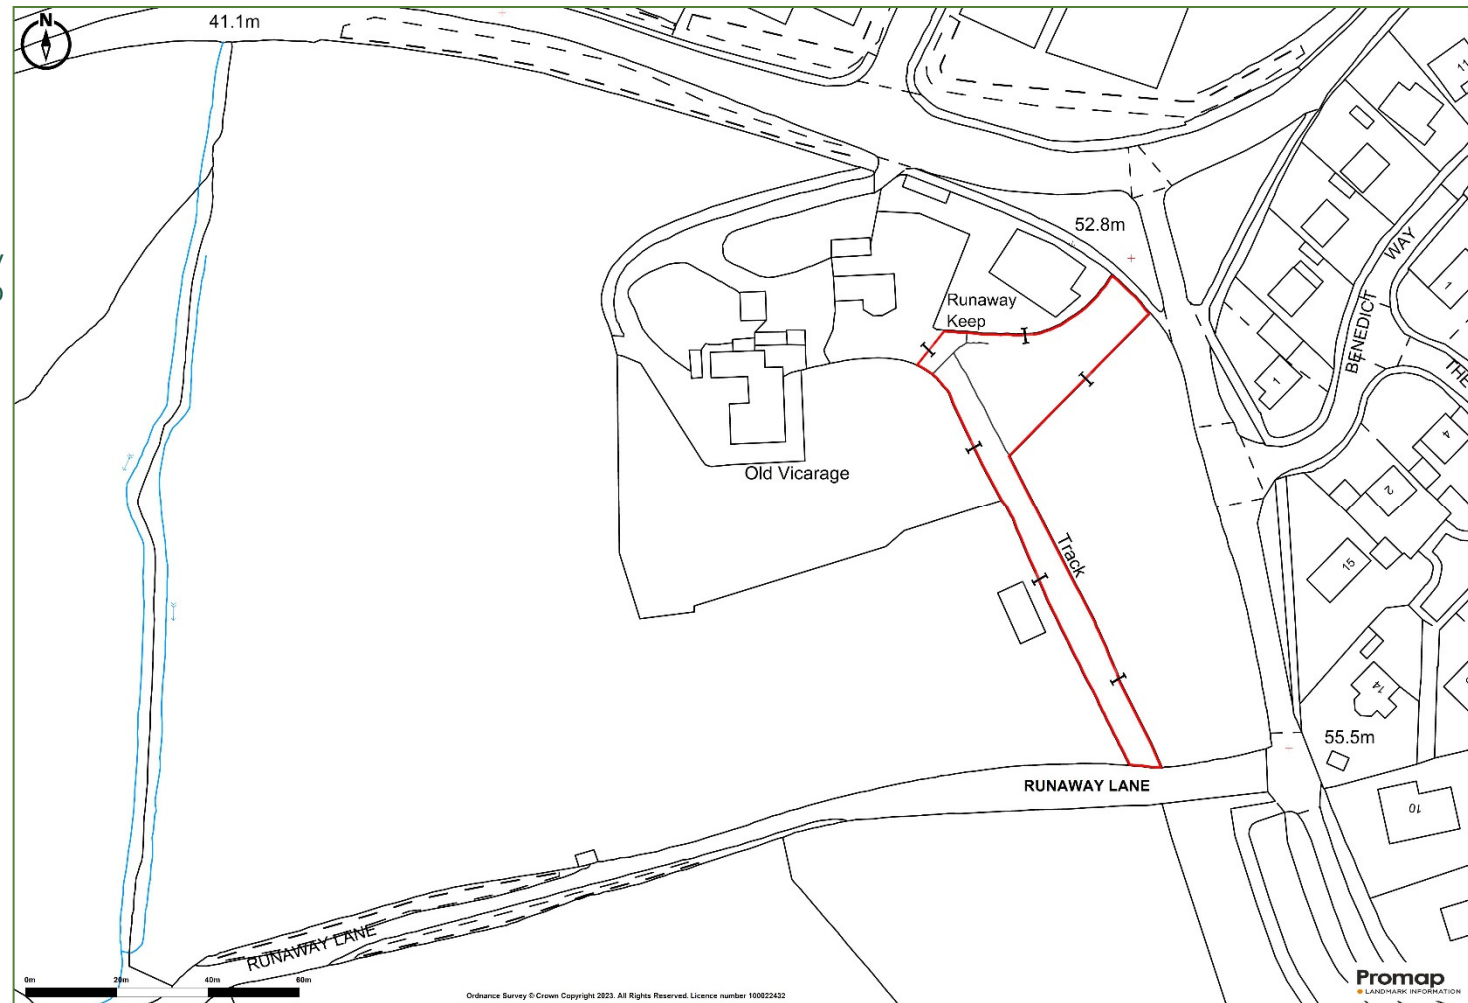 N
41.1m
11
52.8m
WAY
BENEDICT
1
1
THE
Runaway
Keep
4
2
Old Vicarage
Track
15
14
55.5m
RUNAWAY LANE
10
RUNAWAY LANE
0m 20m 40m 60m
Ordnance Survey © Crown Copyright 2023. All Rights Reserved. Licence number 100022432
Promap
LANDMARK INFORMATION